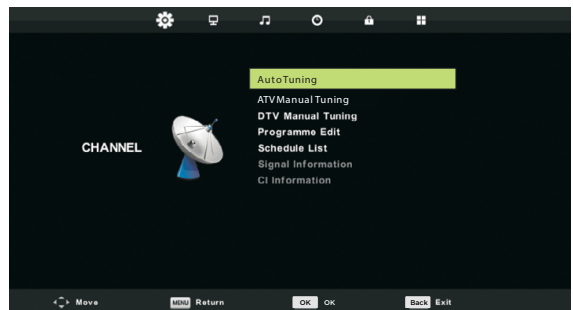 AutoTuning
ATV Manual Tuning
DTV Manual Tuning
Programme Edit
CHANNEL
Schedule List
Signal Information
CI Information
Move
MENU Return
OK OK
Back Exit